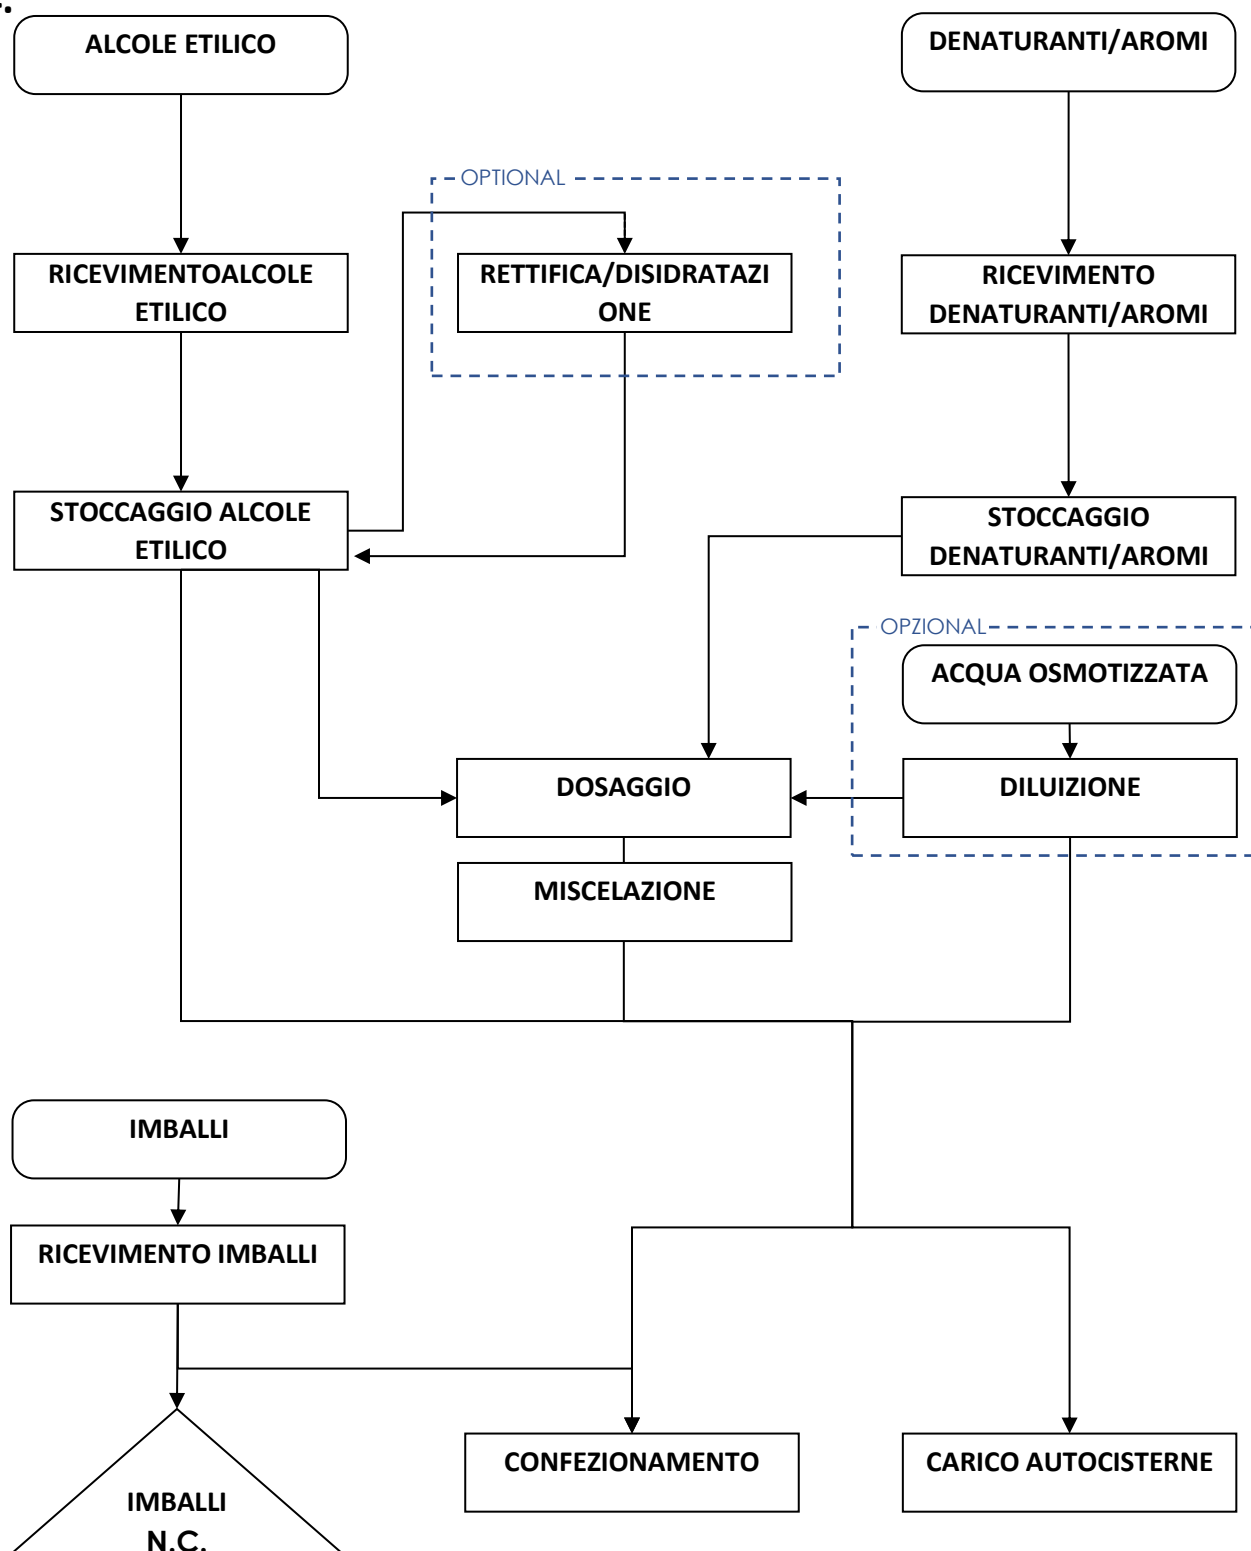 ALCOLE ETILICO
DENATURANTI/AROMI
OPTIONAL
RICEVIMENTOALCOLE
ETILICO
RETTIFICA/DISIDRATAZI
ONE
RICEVIMENTO
DENATURANTI/AROMI
STOCCAGGIO ALCOLE
ETILICO
STOCCAGGIO
DENATURANTI/AROMI
OPZIONAL
ACQUA OSMOTIZZATA
DOSAGGIO
DILUIZIONE
MISCELAZIONE
IMBALLI
RICEVIMENTO IMBALLI
CONFEZIONAMENTO
CARICO AUTOCISTERNE
IMBALLI
N.C.